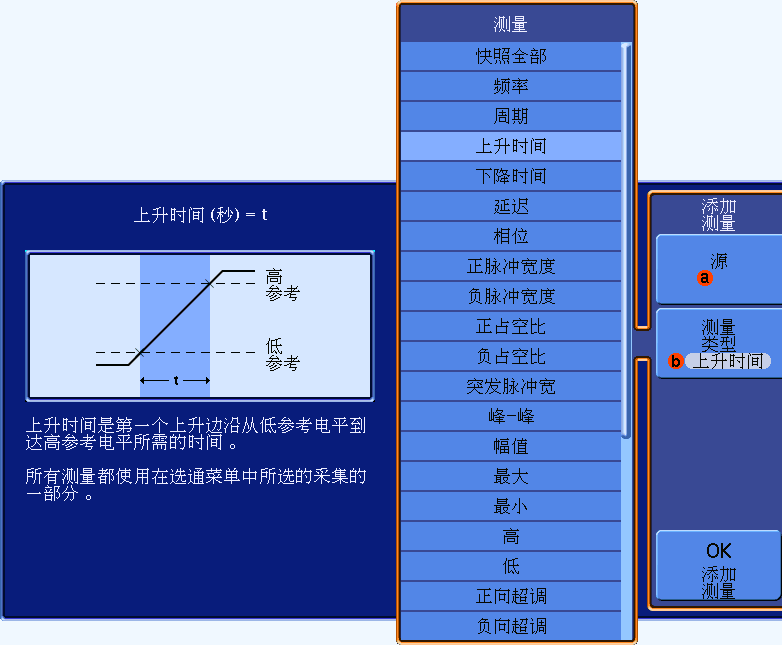 测量
快照全部
频率
周期
上升时间
下降时间
延迟
相位
正脉冲宽度
负脉冲宽度
正占空比
负占空比
突发脉冲宽
峰-峰
幅值
最大
最小
高
低
正向超调
负向超调
上升时间 (秒) = t
高
参考
低
参考
t
上升时间是第一个上升边沿从低参考电平到
达高参考电平所需的时间。
所有测量都使用在选通菜单中所选的采集的
一部分。
添加
测量
源
a
测量
类型
b 上升时间
OK
添加
测量